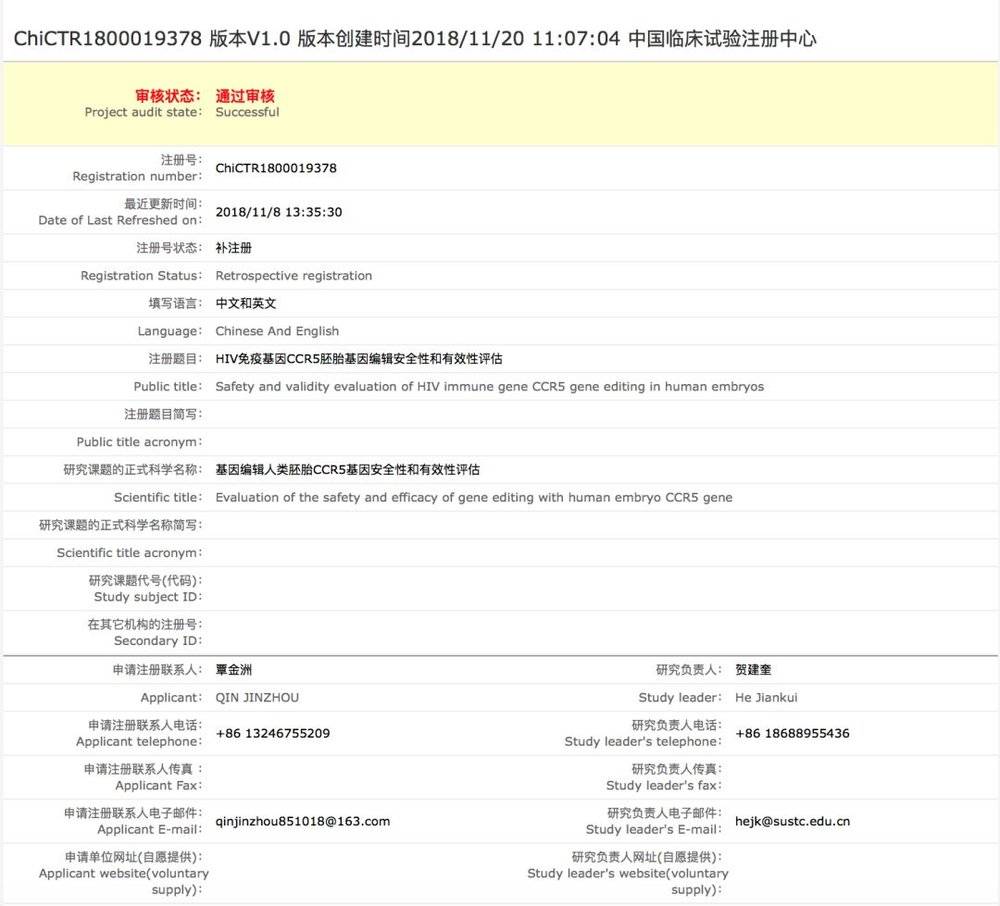 ChiCTR1800019378 版本V1.0 版本创建时间2018/11/20 11:07:04 中国临床试验注册中心
审核状态： 通过审核
Project audit state： Successful
注册号：
Registration number： ChiCTR1800019378
最近更新时间：
Date of Last Refreshed on： 2018/11/8 13:35:30
注册号状态： 补注册
Registration Status： Retrospective registration
填写语言： 中文和英文
Language： Chinese And English
注册题目： HIV免疫基因CCR5胚胎基因编辑安全性和有效性评估
Public title： Safety and validity evaluation of HIV immune gene CCR5 gene editing in human embryos
注册题目简写：
Public title acronym：
研究课题的正式科学名称： 基因编辑人类胚胎CCR5基因安全性和有效性评估
Scientific title： Evaluation of the safety and efficacy of gene editing with human embryo CCR5 gene
研究课题的正式科学名称简写：
Scientific title acronym：
研究课题代号(代码)：
Study subject ID：
在其它机构的注册号：
Secondary ID：
申请注册联系人： 覃金洲 研究负责人： 贺建奎
Applicant： QIN JINZHOU Study leader： He Jiankui
申请注册联系人电话： 研究负责人电话：
Applicant telephone： +86 13246755209 Study leader's telephone： +86 18688955436
申请注册联系人传真 ： 研究负责人传真：
Applicant Fax： Study leader's fax：
申请注册联系人电子邮件： 研究负责人电子邮件：
Applicant E-mail： qinjinzhou851018@163.com Study leader's E-mail： hejk@sustc.edu.cn
申请单位网址(自愿提供)： 研究负责人网址(自愿提供)：
Applicant website(voluntary Study leader's website(voluntary
supply)： supply)：